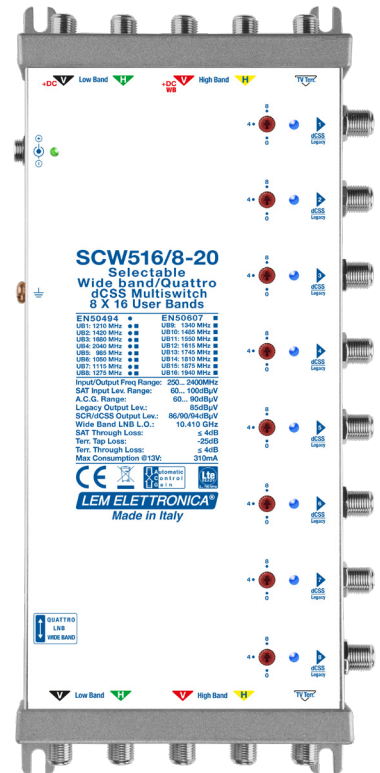 +DC V Low Band H +DC W/B V High Band H TV Terr.
8
4
0
1
dCSS
Legacy
8
4
0
2
dCSS
Legacy
8
4
0
3
dCSS
Legacy
8
4
0
4
dCSS
Legacy
8
4
0
5
dCSS
Legacy
8
4
0
6
dCSS
Legacy
8
4
0
7
dCSS
Legacy
8
4
0
8
dCSS
Legacy
SCW516/8-20
Selectable
Wide band/Quattro
dCSS Multiswitch
8 X 16 User Bands
EN50494 ● EN50607 ■
UB1: 1210 MHz ● ■ UB9: 1340 MHz ■
UB2: 1420 MHz ● ■ UB10: 1485 MHz ■
UB3: 1680 MHz ● ■ UB11: 1550 MHz ■
UB4: 2040 MHz ● ■ UB12: 1615 MHz ■
UB5: 985 MHz ● ■ UB13: 1745 MHz ■
UB6: 1050 MHz ● ■ UB14: 1810 MHz ■
UB7: 1115 MHz ● ■ UB15: 1875 MHz ■
UB8: 1275 MHz ● ■ UB16: 1940 MHz ■
Input/Output Freq Range: 250... 2400MHz
SAT Input Lev. Range: 60... 100dBμV
A.C.G. Range: 60... 90dBμV
Legacy Output Lev.: 85dBμV
SCR/dCSS Output Lev.: 86/90/94dBμV
Wide Band LNB L.O.: 10.410 GHz
SAT Through Loss: ≤ 4dB
Terr. Tap Loss: -25dB
Terr. Through Loss: ≤ 4dB
Max Consumption @13V: 310mA
CE
Automatic
Control
Gain
Lte
LEM ELETTRONICA®
Made in Italy
QUATTRO
LNB
WIDE BAND
V Low Band H V High Band H TV Terr.